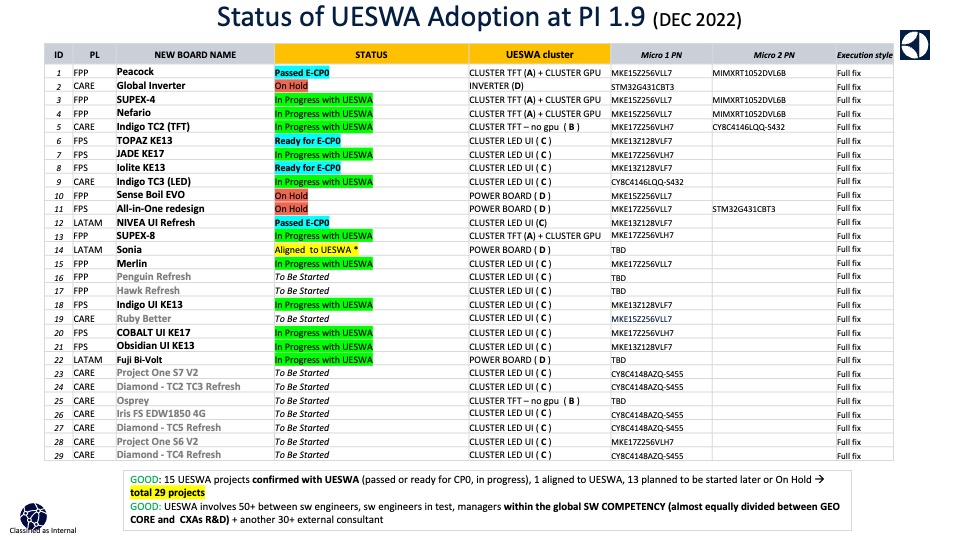 Status of UESWA Adoption at PI 1.9 (DEC 2022)
ID PL NEW BOARD NAME STATUS UESWA cluster Micro 1 PN Micro 2 PN Execution style
1 FPP Peacock Passed E-CP0 CLUSTER TFT (A) + CLUSTER GPU MKE15Z256VLL7 MIMXRT1052DVL6B Full fix
2 CARE Global Inverter On Hold INVERTER (D) STM32G431CBT3 Full fix
3 FPP SUPEX-4 In Progress with UESWA CLUSTER TFT (A) + CLUSTER GPU MKE15Z256VLL7 MIMXRT1052DVL6B Full fix
4 FPP Nefario In Progress with UESWA CLUSTER TFT (A) + CLUSTER GPU MKE15Z256VLL7 MIMXRT1052DVL6B Full fix
5 CARE Indigo TC2 (TFT) In Progress with UESWA CLUSTER TFT – no gpu ( B ) MKE17Z256VLH7 CY8C4146LQQ-S432 Full fix
6 FPS TOPAZ KE13 Ready for E-CP0 CLUSTER LED UI ( C ) MKE13Z128VLF7 Full fix
7 FPS JADE KE17 In Progress with UESWA CLUSTER LED UI ( C ) MKE17Z256VLH7 Full fix
8 FPS Iolite KE13 Ready for E-CP0 CLUSTER LED UI ( C ) MKE13Z128VLF7 Full fix
9 CARE Indigo TC3 (LED) In Progress with UESWA CLUSTER LED UI ( C ) CY8C4146LQQ-S432 Full fix
10 FPP Sense Boil EVO On Hold POWER BOARD ( D ) MKE15Z256VLL7 Full fix
11 FPS All-in-One redesign On Hold POWER BOARD ( D ) MKE17Z256VLL7 STM32G431CBT3 Full fix
12 LATAM NIVEA UI Refresh Passed E-CP0 CLUSTER LED UI (C) MKE13Z128VLF7 Full fix
13 FPP SUPEX-8 In Progress with UESWA CLUSTER TFT (A) + CLUSTER GPU MKE17Z256VLH7 Full fix
14 LATAM Sonia Aligned to UESWA * POWER BOARD ( D ) TBD Full fix
15 FPP Merlin In Progress with UESWA CLUSTER LED UI ( C ) MKE17Z256VLL7 Full fix
16 FPP Penguin Refresh To Be Started CLUSTER LED UI ( C ) TBD Full fix
17 FPP Hawk Refresh To Be Started CLUSTER LED UI ( C ) TBD Full fix
18 FPS Indigo UI KE13 In Progress with UESWA CLUSTER LED UI ( C ) MKE13Z128VLF7 Full fix
19 CARE Ruby Better To Be Started CLUSTER LED UI ( C ) MKE15Z256VLL7 Full fix
20 FPS COBALT UI KE17 In Progress with UESWA CLUSTER LED UI ( C ) MKE17Z256VLH7 Full fix
21 FPS Obsidian UI KE13 In Progress with UESWA CLUSTER LED UI ( C ) MKE13Z128VLF7 Full fix
22 LATAM Fuji Bi-Volt In Progress with UESWA POWER BOARD ( D ) TBD Full fix
23 CARE Project One S7 V2 To Be Started CLUSTER LED UI ( C ) CY8C4148AZQ-S455 Full fix
24 CARE Diamond - TC2 TC3 Refresh To Be Started CLUSTER LED UI ( C ) CY8C4148AZQ-S455 Full fix
25 CARE Osprey To Be Started CLUSTER TFT – no gpu ( B ) TBD Full fix
26 CARE Iris FS EDW1850 4G To Be Started CLUSTER LED UI ( C ) CY8C4148AZQ-S455 Full fix
27 CARE Diamond - TC5 Refresh To Be Started CLUSTER LED UI ( C ) CY8C4148AZQ-S455 Full fix
28 CARE Project One S6 V2 To Be Started CLUSTER LED UI ( C ) MKE17Z256VLH7 Full fix
29 CARE Diamond - TC4 Refresh To Be Started CLUSTER LED UI ( C ) CY8C4148AZQ-S455 Full fix
GOOD: 15 UESWA projects confirmed with UESWA (passed or ready for CP0, in progress), 1 aligned to UESWA, 13 planned to be started later or On Hold →
total 29 projects
GOOD: UESWA involves 50+ between sw engineers, sw engineers in test, managers within the global SW COMPETENCY (almost equally divided between GEO
CORE and CXAs R&D) + another 30+ external consultant
Classified as Internal